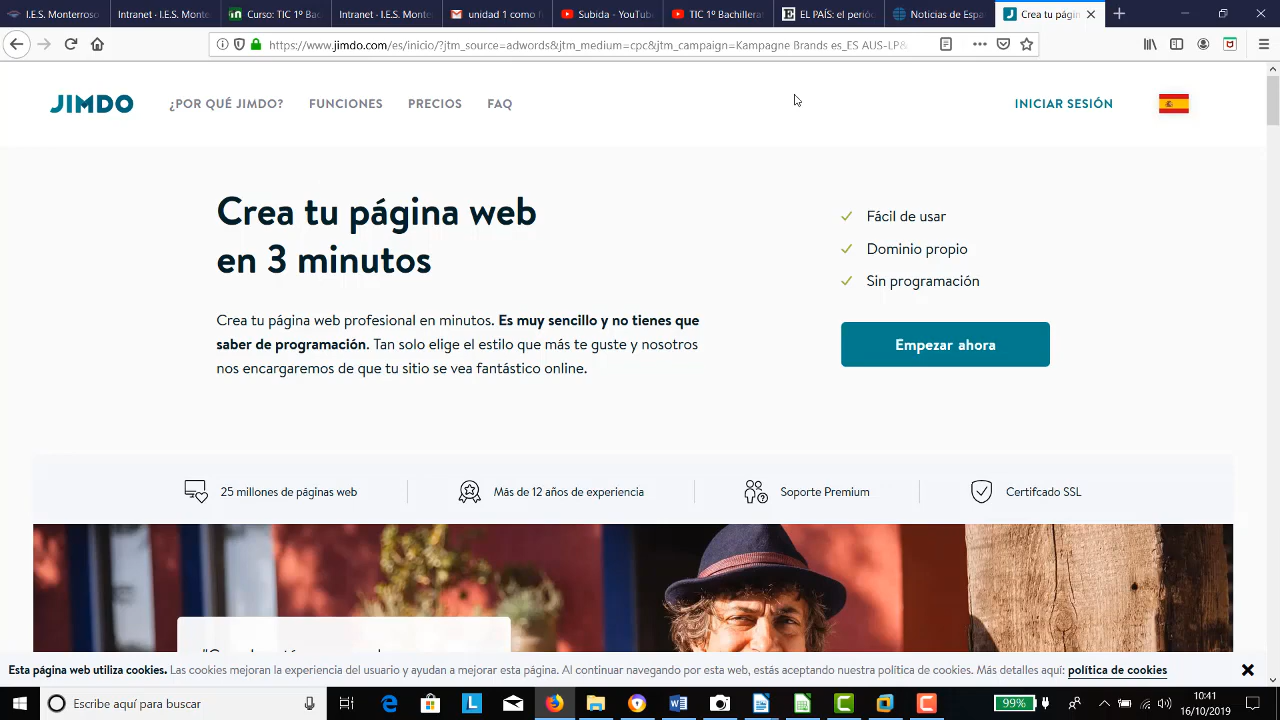 I.E.S. Monterroso
Intranet - I.E.S. Monte
Curso: TIC 1º Ba
Intranet - I.E.S. Monte
unidad 1 como
Subida - YouTube
TIC 1º Bachillera
EL PAÍS: el periód
Noticias de Espa
Crea tu págin
https://www.jimdo.com/es/inicio/?jtm_source=adwords&jtm_medium=cpc&jtm_campaign=Kampagne Brands es_ES AUS-LP&
JIMDO
¿POR QUÉ JIMDO?
FUNCIONES
PRECIOS
FAQ
INICIAR SESIÓN
Crea tu página web
en 3 minutos
Crea tu página web profesional en minutos. Es muy sencillo y no tienes que
saber de programación. Tan solo elige el estilo que más te guste y nosotros
nos encargaremos de que tu sitio se vea fantástico online.
Fácil de usar
Dominio propio
Sin programación
Empezar ahora
25 millones de páginas web
Más de 12 años de experiencia
Soporte Premium
Certifcado SSL
Esta página web utiliza cookies. Las cookies mejoran la experiencia del usuario y ayudan a mejorar esta página. Al continuar navegando por esta web, estás aceptando nuestra política de cookies. Más detalles aquí: política de cookies
Escribe aquí para buscar
99%
10:41
16/10/2019